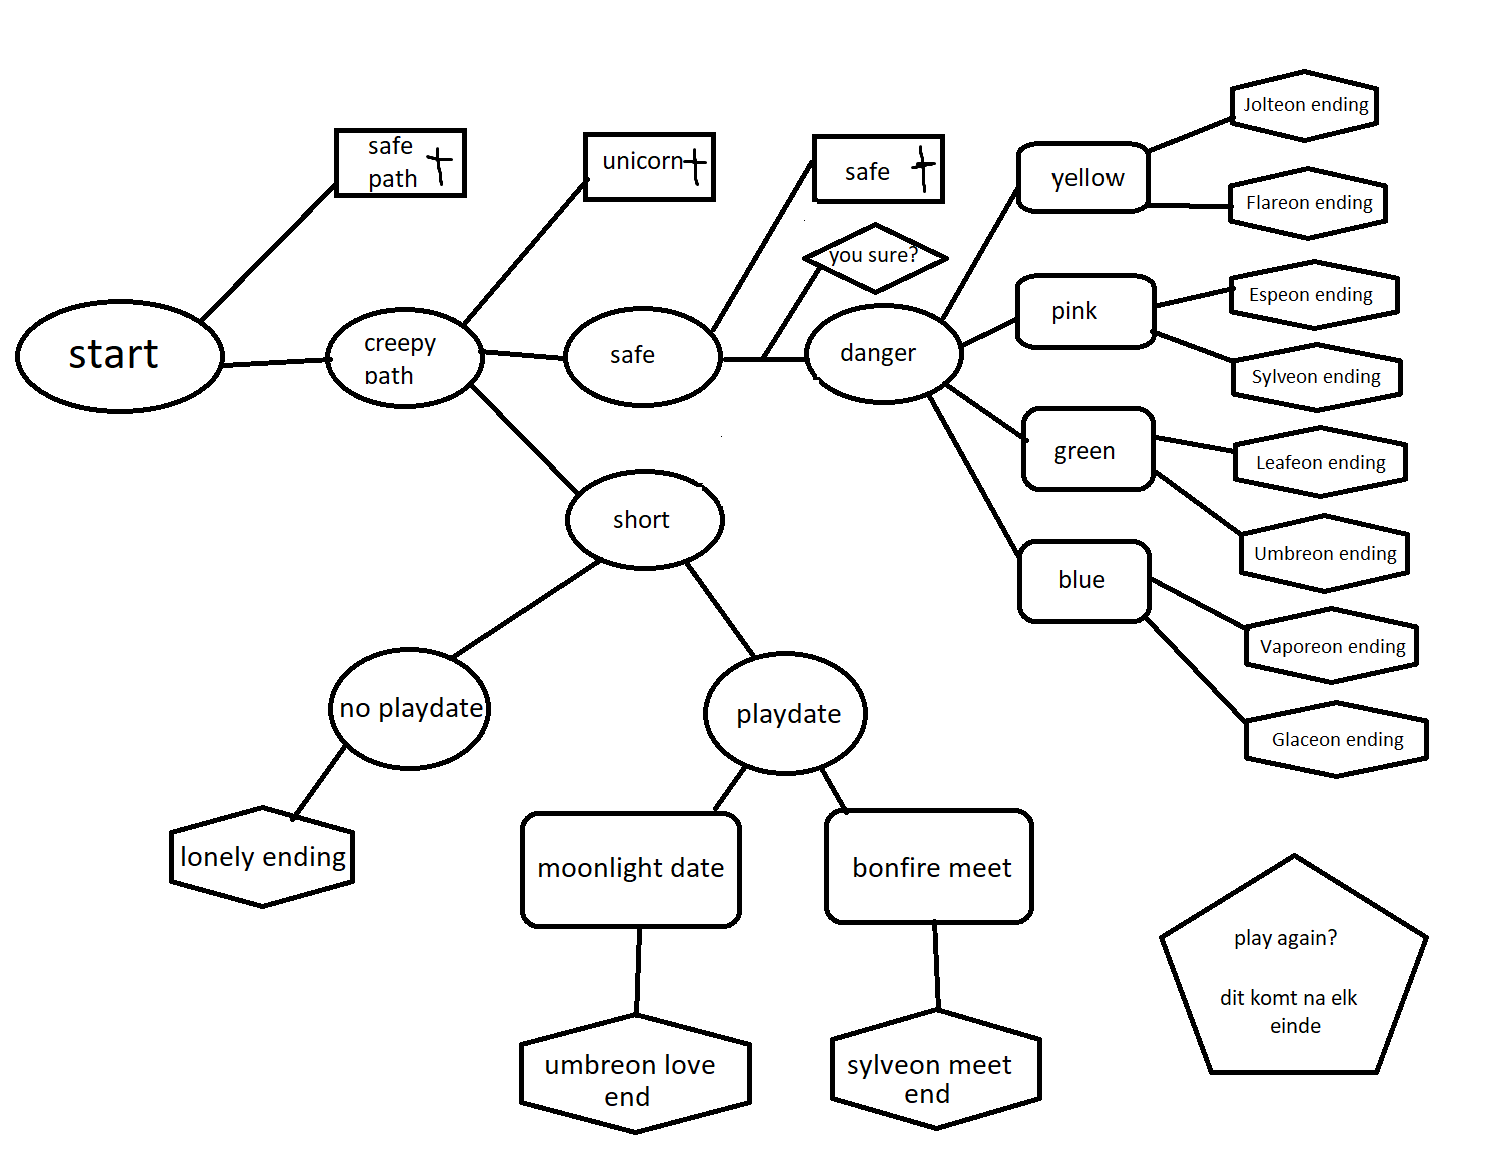 Jolteon ending
safe
path
unicorn
safe
yellow
Flareon ending
you sure?
Espeon ending
pink
start
creepy
path
safe
danger
Sylveon ending
green
Leafeon ending
short
Umbreon ending
blue
Vaporeon ending
no playdate
playdate
Glaceon ending
lonely ending
moonlight date
bonfire meet
play again?
dit komt na elk
einde
umbreon love
end
sylveon meet
end